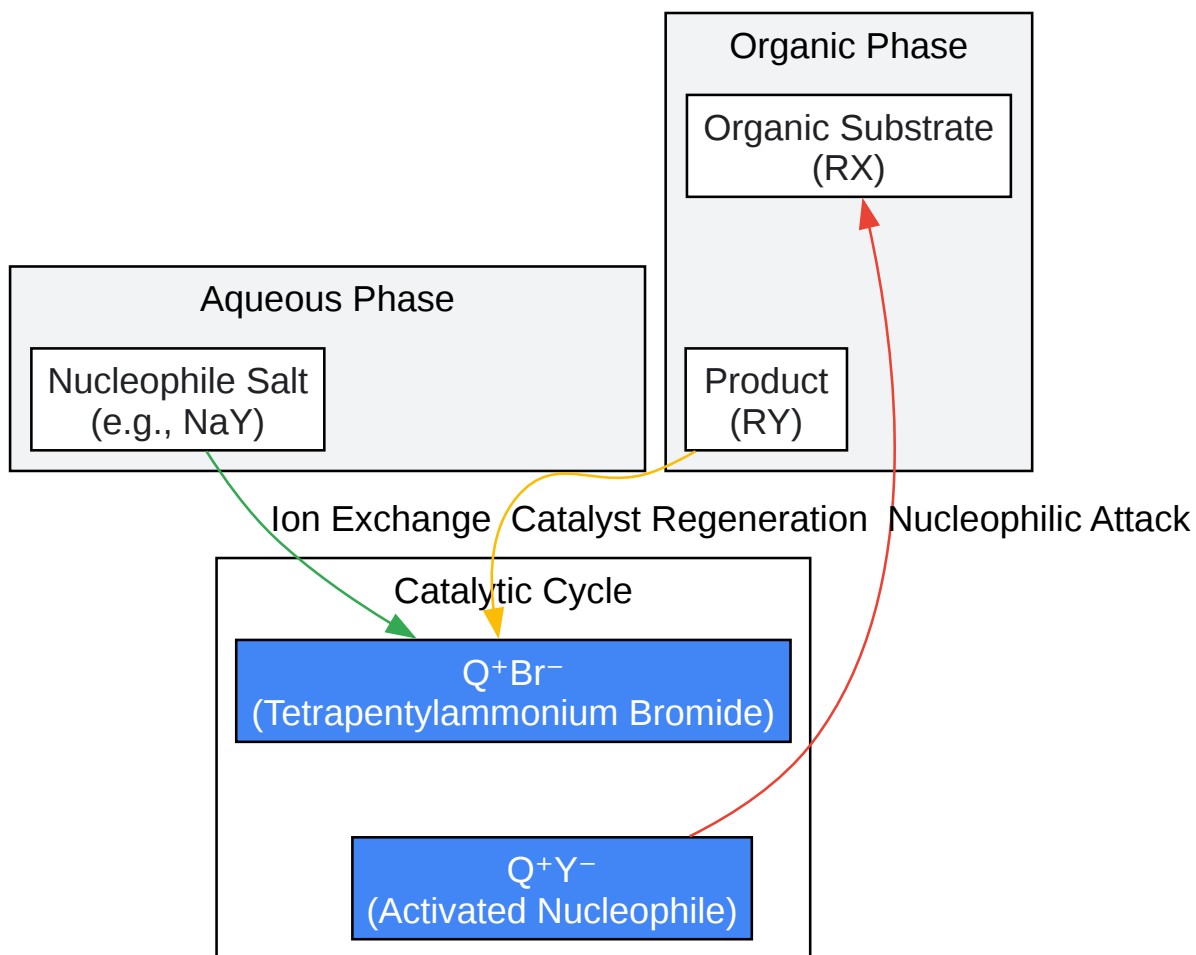 Organic Phase
Organic Substrate
(RX)
Aqueous Phase
Nucleophile Salt
(e.g., NaY)
Product
(RY)
Ion Exchange
Catalyst Regeneration
Nucleophilic Attack
Catalytic Cycle
Q⁺Br⁻
(Tetrapentylammonium Bromide)
Q⁺Y⁻
(Activated Nucleophile)